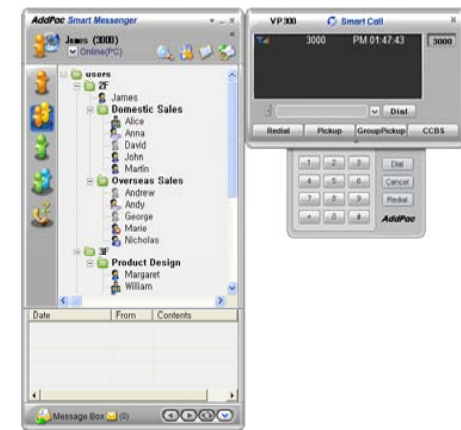 AddPac Smart Messenger
James (3000)
Online(PC)
users
2F
James
Domestic Sales
Alice
Anna
David
John
Martin
Overseas Sales
Andrew
Andy
George
Marie
Nicholas
3F
Product Design
Margaret
William
Date From Contents
Message Box (0)
VP300 Smart Call
3000 PM 01:47:43 3000
Dial
Redial Pickup GroupPickup CCBS
1 2 3 Dial
4 5 6 Cancel
7 8 9 Redial
* 0 # AddPac